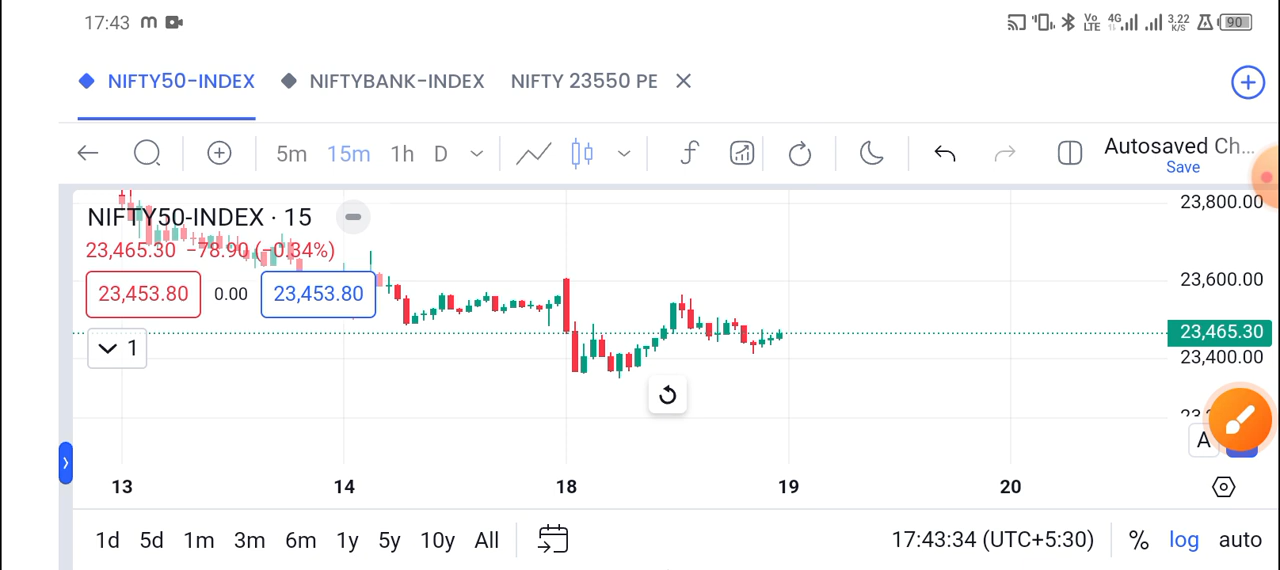 17:43 m Vo LTE 4G 3.22 K/S 90
NIFTY50-INDEX NIFTYBANK-INDEX NIFTY 23550 PE
5m 15m 1h D Autosaved Ch...
Save
NIFTY50-INDEX · 15
23,465.30 −78.90 (−0.34%)
23,453.80 0.00 23,453.80
1
23,800.00
23,600.00
23,465.30
23,400.00
A
13 14 18 19 20
1d 5d 1m 3m 6m 1y 5y 10y All 17:43:34 (UTC+5:30) % log auto